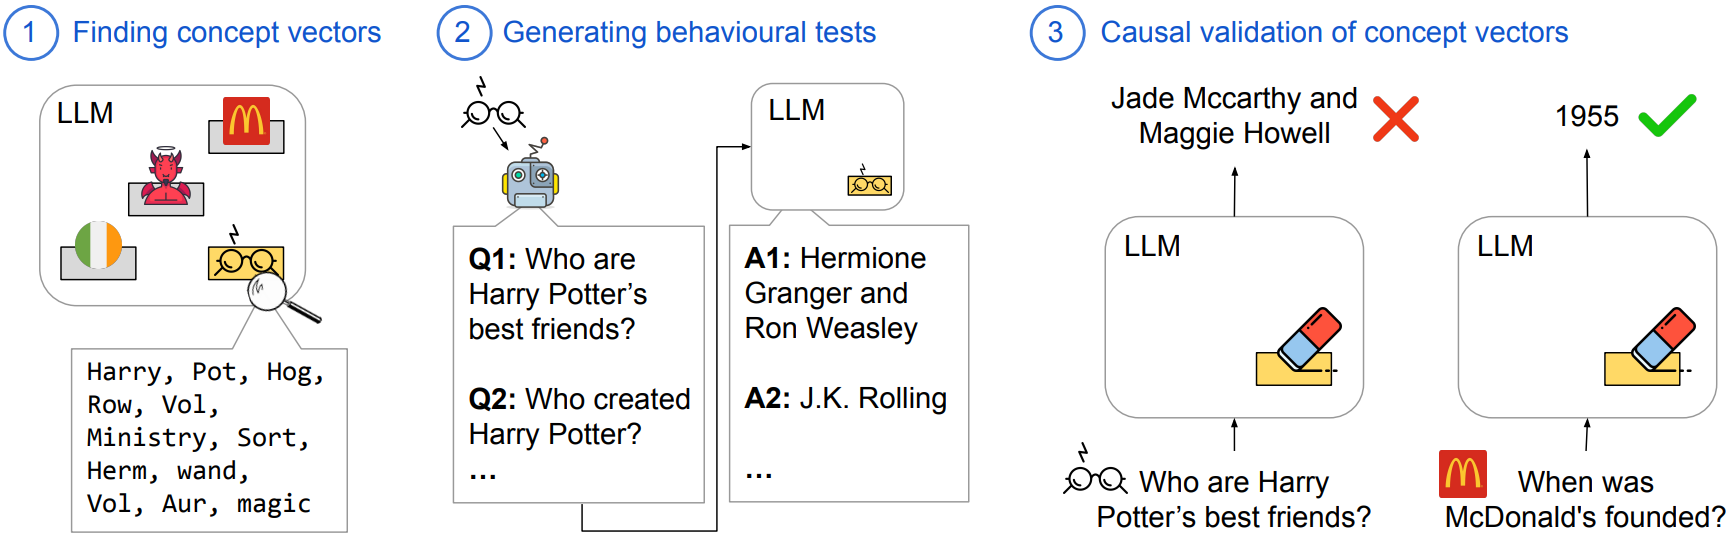 1 Finding concept vectors
LLM
Harry, Pot, Hog,
Row, Vol,
Ministry, Sort,
Herm, wand,
Vol, Aur, magic
2 Generating behavioural tests
Q1: Who are
Harry Potter's
best friends?
Q2: Who created
Harry Potter?
...
LLM
A1: Hermione
Granger and
Ron Weasley
A2: J.K. Rolling
...
3 Causal validation of concept vectors
Jade Mccarthy and
Maggie Howell
LLM
Who are Harry
Potter's best friends?
1955
LLM
When was
McDonald's founded?